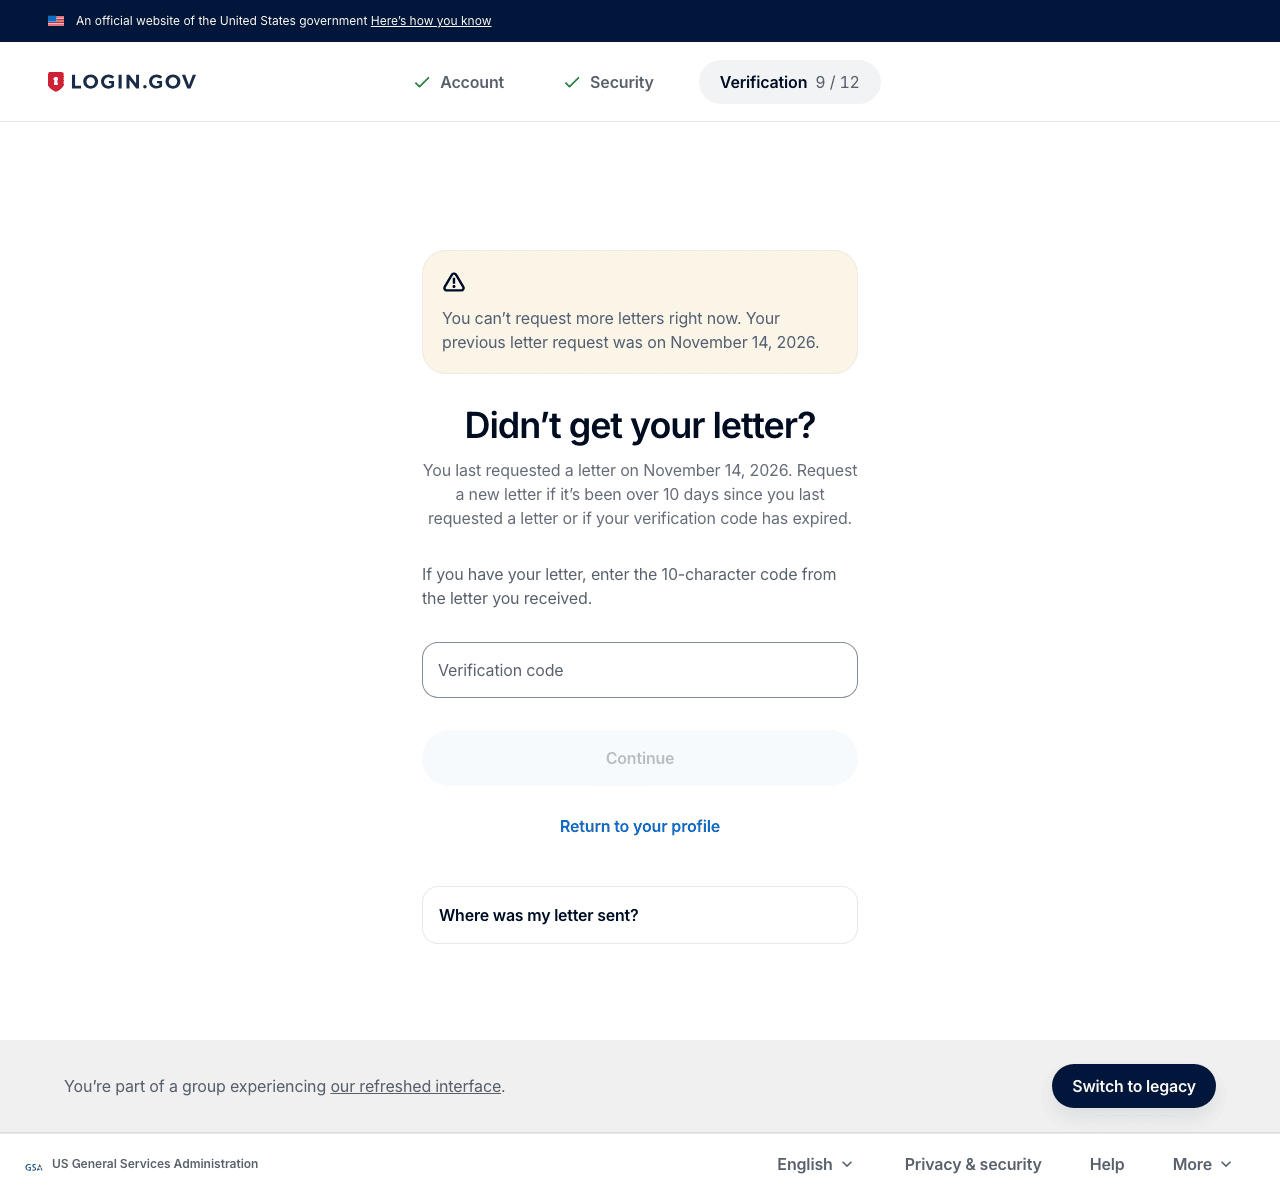 An official website of the United States government Here’s how you know
LOGIN.GOV
Account
Security
Verification 9 / 12
You can’t request more letters right now. Your
previous letter request was on November 14, 2026.
Didn’t get your letter?
You last requested a letter on November 14, 2026. Request
a new letter if it’s been over 10 days since you last
requested a letter or if your verification code has expired.
If you have your letter, enter the 10-character code from
the letter you received.
Verification code
Continue
Return to your profile
Where was my letter sent?
You’re part of a group experiencing our refreshed interface.
Switch to legacy
GSA
US General Services Administration
English
Privacy & security
Help
More